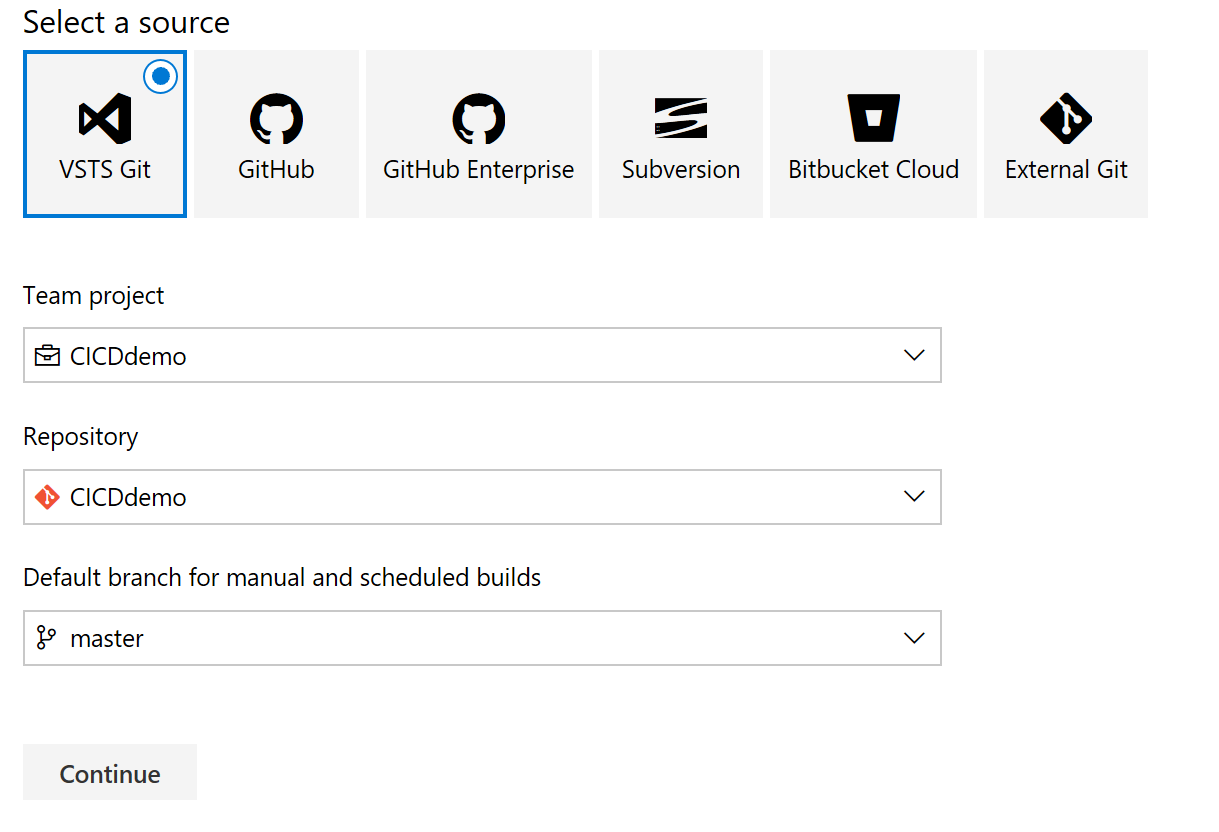 Select a source
VSTS Git
GitHub
GitHub Enterprise
Subversion
Bitbucket Cloud
External Git
Team project
CICDdemo
Repository
CICDdemo
Default branch for manual and scheduled builds
master
Continue